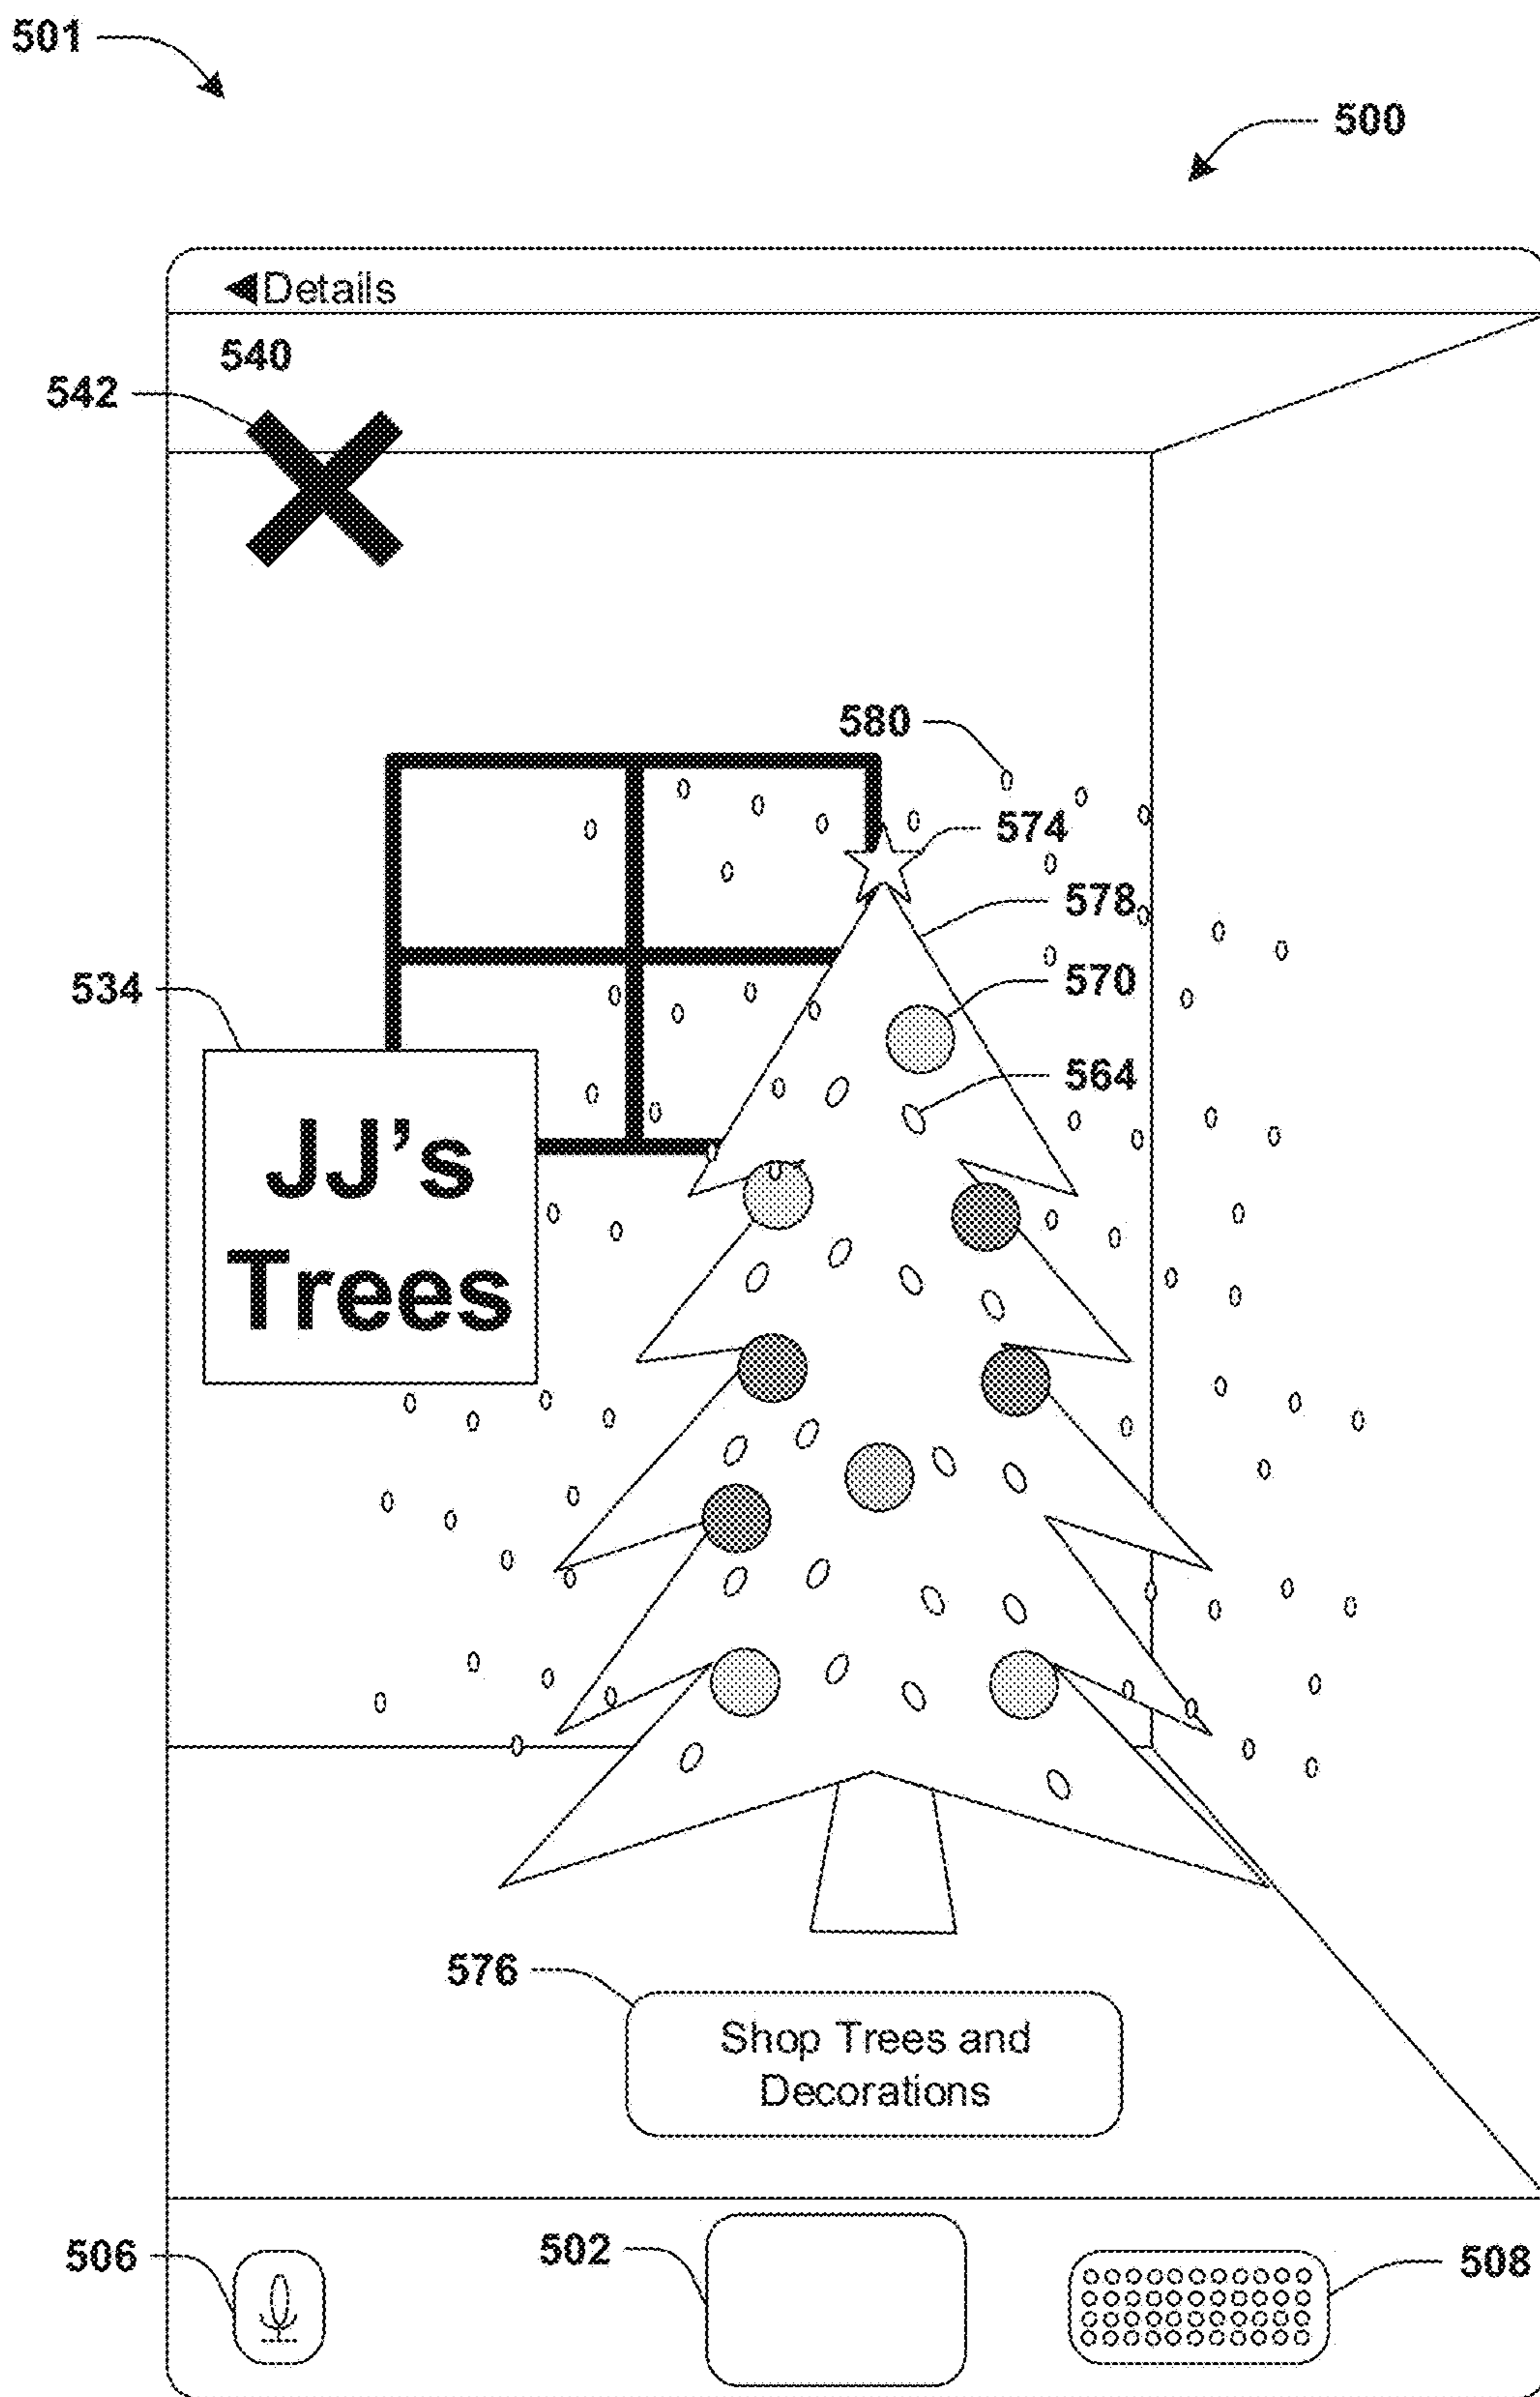 501
500
◀Details
540
542
580
574
578
534
570
564
JJ's
Trees
576
Shop Trees and
Decorations
506
502
508